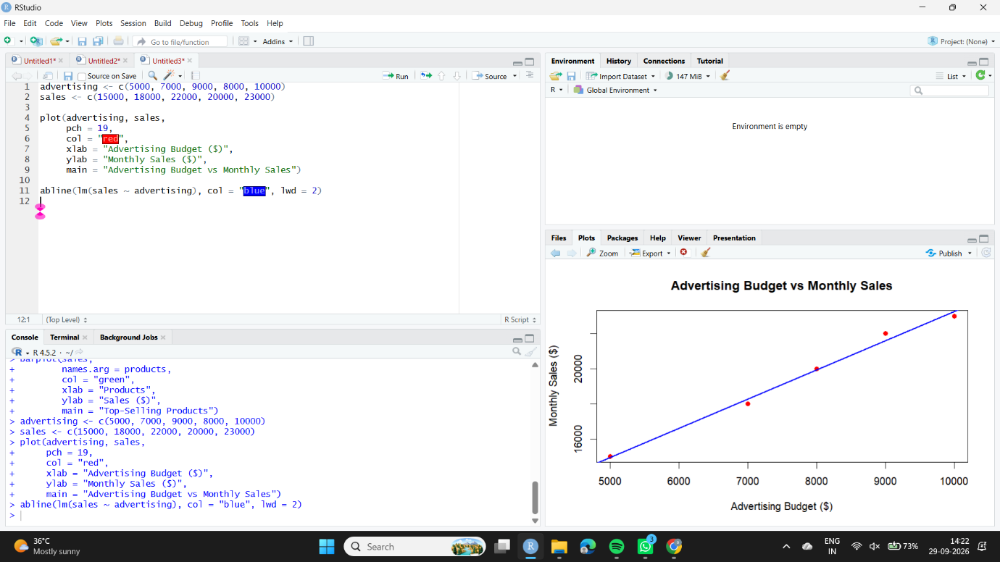 RStudio
File Edit Code View Plots Session Build Debug Profile Tools Help
Go to file/function Addins Project: (None)
Untitled1* Untitled2* Untitled3*
Source on Save Run Source
1 advertising <- c(5000, 7000, 9000, 8000, 10000)
2 sales <- c(15000, 18000, 22000, 20000, 23000)
3
4 plot(advertising, sales,
5 pch = 19,
6 col = "red",
7 xlab = "Advertising Budget ($)",
8 ylab = "Monthly Sales ($)",
9 main = "Advertising Budget vs Monthly Sales")
10
11 abline(lm(sales ~ advertising), col = "blue", lwd = 2)
12
12:1 (Top Level) R Script
Console Terminal Background Jobs
R 4.5.2 · ~/
> barplot(sales,
+ names.arg = products,
+ col = "green",
+ xlab = "Products",
+ ylab = "Sales ($)",
+ main = "Top-Selling Products")
> advertising <- c(5000, 7000, 9000, 8000, 10000)
> sales <- c(15000, 18000, 22000, 20000, 23000)
> plot(advertising, sales,
+ pch = 19,
+ col = "red",
+ xlab = "Advertising Budget ($)",
+ ylab = "Monthly Sales ($)",
+ main = "Advertising Budget vs Monthly Sales")
> abline(lm(sales ~ advertising), col = "blue", lwd = 2)
>
Environment History Connections Tutorial
Import Dataset 147 MiB List
R Global Environment
Environment is empty
Files Plots Packages Help Viewer Presentation
Zoom Export Publish
Advertising Budget vs Monthly Sales
Monthly Sales ($)
20000
16000
5000 6000 7000 8000 9000 10000
Advertising Budget ($)
36°C
Mostly sunny
Search
3
ENG
IN
73%
14:22
29-09-2026